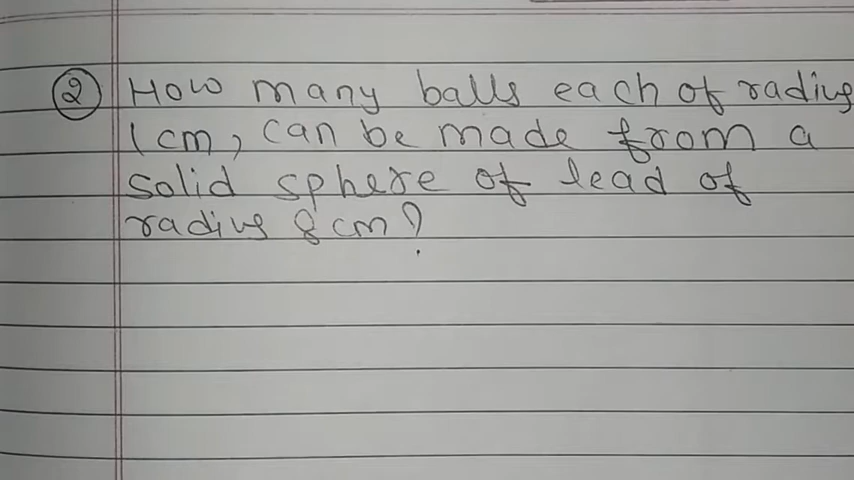 ② How many balls each of radius
1 cm, can be made from a
solid sphere of lead of
radius 8 cm?